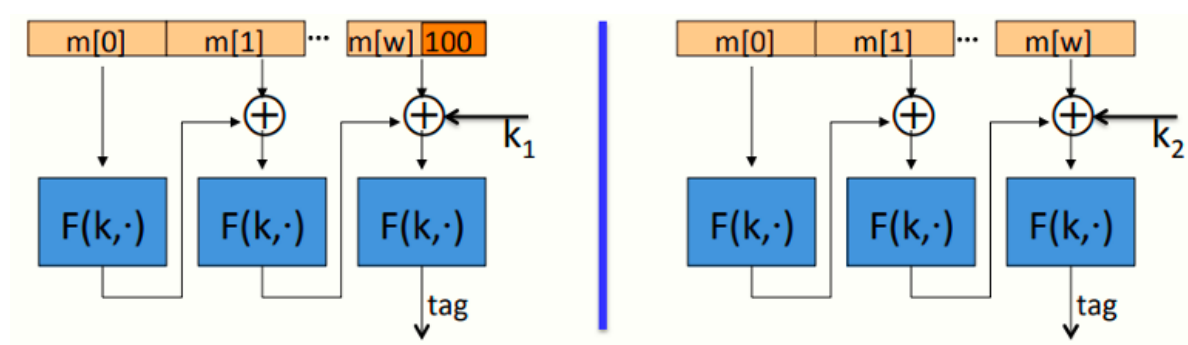 m[0] m[1] ... m[w] 100
k₁
F(k,·) F(k,·) F(k,·)
tag
m[0] m[1] ... m[w]
k₂
F(k,·) F(k,·) F(k,·)
tag